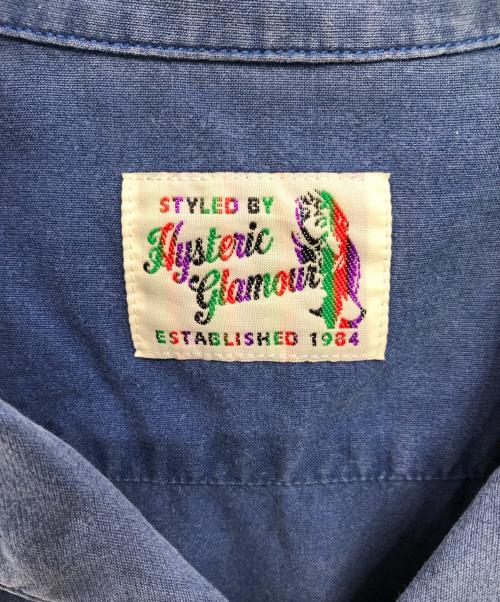 STYLED BY
Hysteric
Glamour
ESTABLISHED 1984